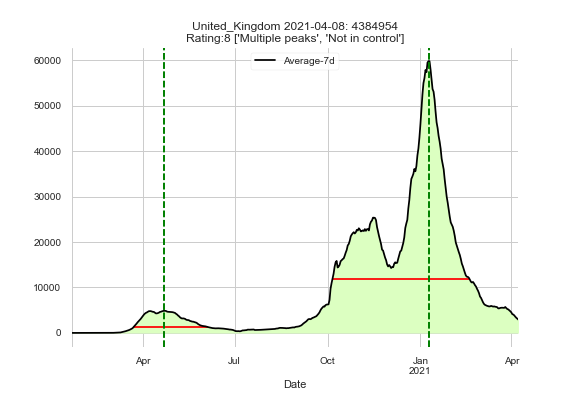 United_Kingdom 2021-04-08: 4384954
Rating:8 ['Multiple peaks', 'Not in control']
Average-7d
60000
50000
40000
30000
20000
10000
0
Apr
Jul
Oct
Jan
2021
Apr
Date